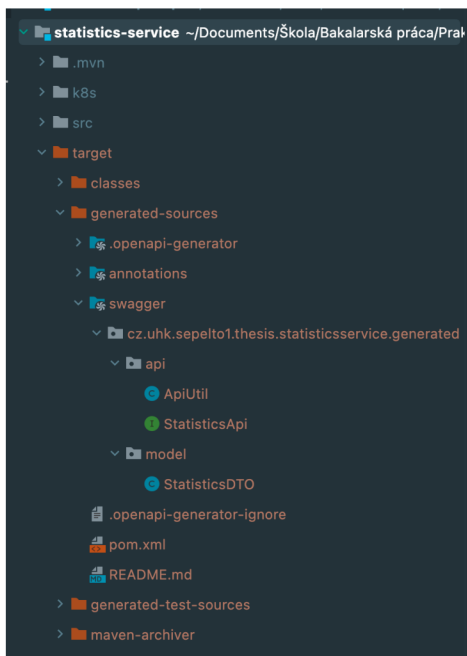 statistics-service ~/Documents/Škola/Bakalarská práca/Prak
.mvn
k8s
src
target
classes
generated-sources
.openapi-generator
annotations
swagger
cz.uhk.sepelto1.thesis.statisticsservice.generated
api
C ApiUtil
I StatisticsApi
model
C StatisticsDTO
.openapi-generator-ignore
pom.xml
MD README.md
generated-test-sources
maven-archiver